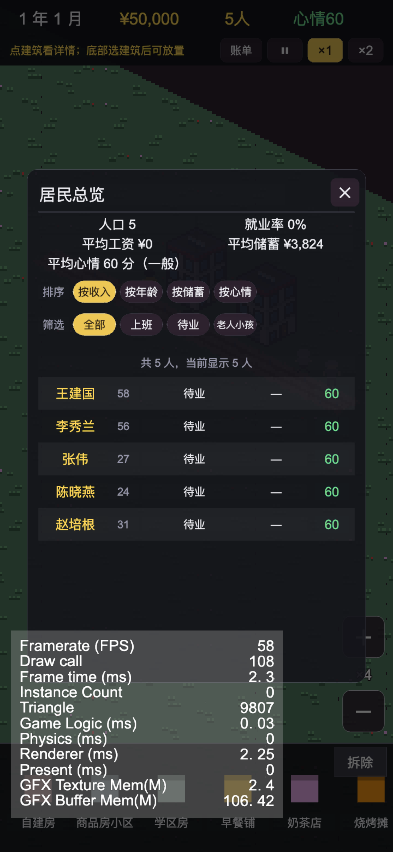 1 年 1 月 ¥50,000 5人 心情60
点建筑看详情；底部选建筑后可放置 账单 ×1 ×2
居民总览 ×
人口 5 就业率 0%
平均工资 ¥0 平均储蓄 ¥3,824
平均心情 60 分（一般）
排序 按收入 按年龄 按储蓄 按心情
筛选 全部 上班 待业 老人小孩
共 5 人，当前显示 5 人
王建国 58 待业 — 60
李秀兰 56 待业 — 60
张伟 27 待业 — 60
陈晓燕 24 待业 — 60
赵培根 31 待业 — 60
Framerate (FPS) 58
Draw call 108
Frame time (ms) 2. 3
Instance Count 0
Triangle 9807
Game Logic (ms) 0. 03
Physics (ms) 0
Renderer (ms) 2. 25
Present (ms) 0
GFX Texture Mem(M) 2. 4
GFX Buffer Mem(M) 106. 42
拆除
自建房 商品房小区 学区房 早餐铺 奶茶店 烧烤摊